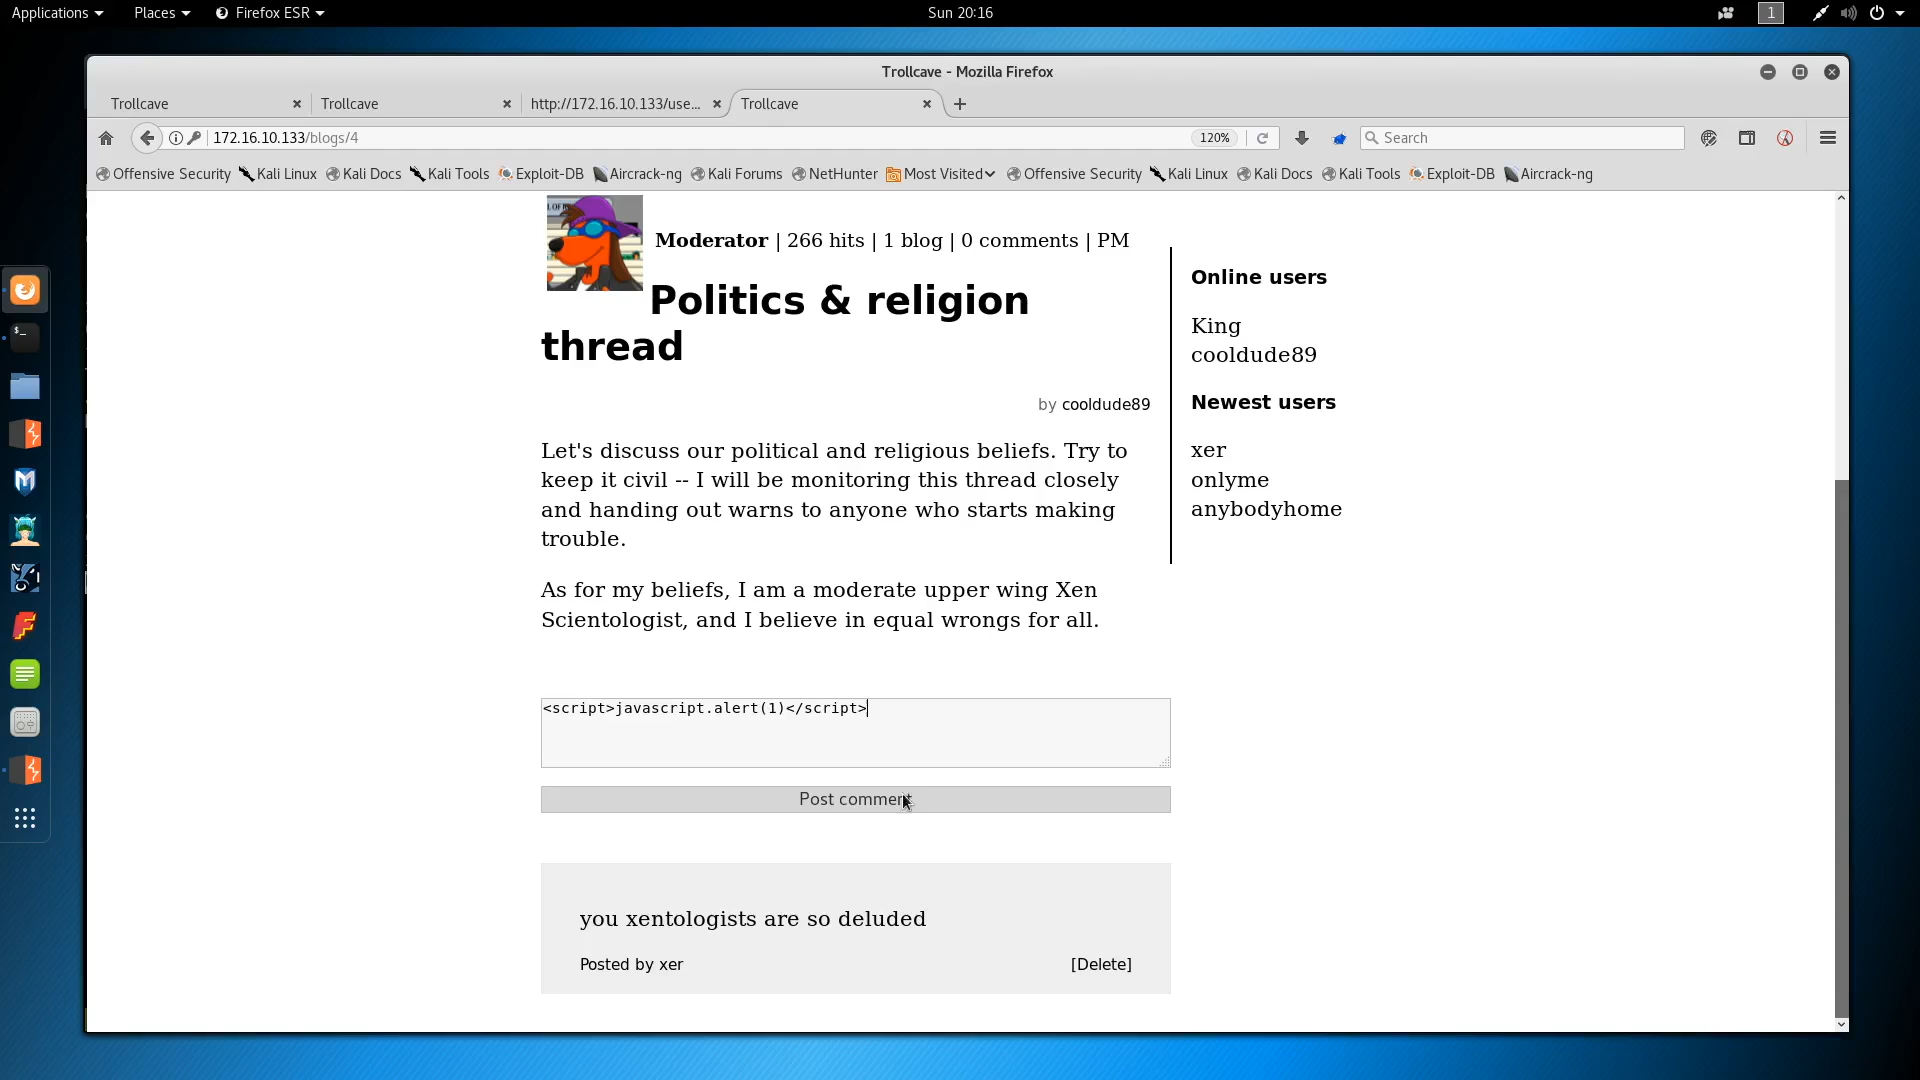 Applications Places Firefox ESR Sun 20:16 1
Trollcave - Mozilla Firefox
Trollcave Trollcave http://172.16.10.133/use... Trollcave
172.16.10.133/blogs/4 120% Search
Offensive Security Kali Linux Kali Docs Kali Tools Exploit-DB Aircrack-ng Kali Forums NetHunter Most Visited Offensive Security Kali Linux Kali Docs Kali Tools Exploit-DB Aircrack-ng
Moderator | 266 hits | 1 blog | 0 comments | PM
Politics & religion
thread
by cooldude89
Let's discuss our political and religious beliefs. Try to
keep it civil -- I will be monitoring this thread closely
and handing out warns to anyone who starts making
trouble.
As for my beliefs, I am a moderate upper wing Xen
Scientologist, and I believe in equal wrongs for all.
<script>javascript.alert(1)</script>
Post comment
you xentologists are so deluded
Posted by xer [Delete]
Online users
King
cooldude89
Newest users
xer
onlyme
anybodyhome